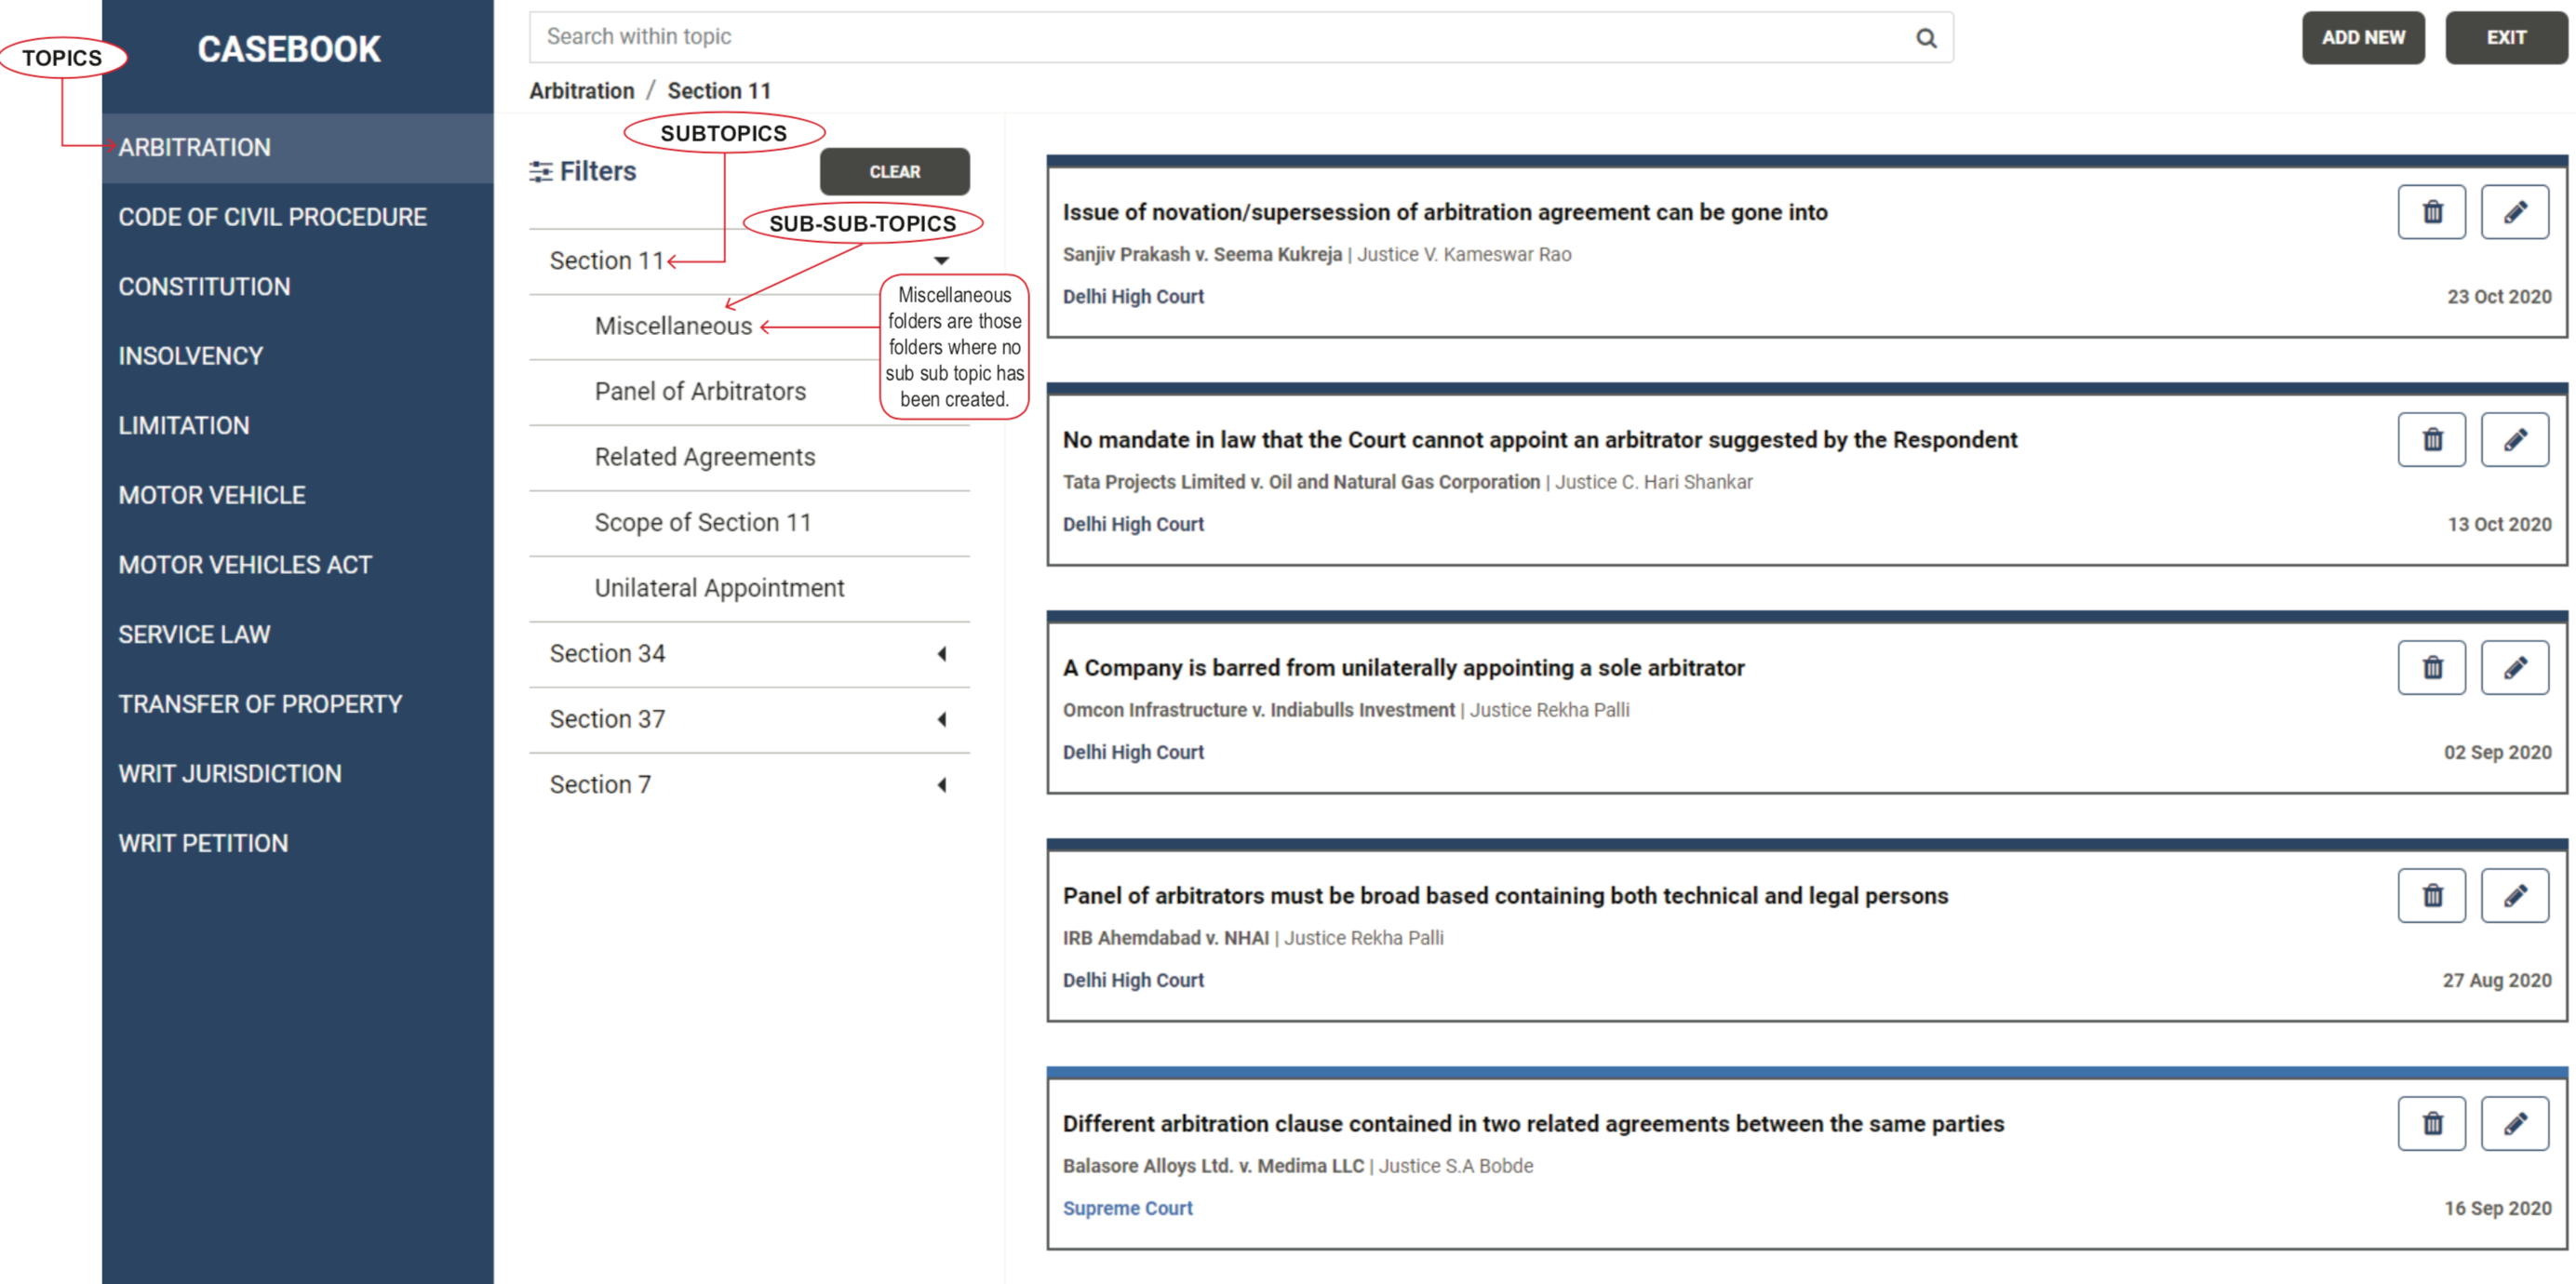 TOPICS
CASEBOOK
ARBITRATION
CODE OF CIVIL PROCEDURE
CONSTITUTION
INSOLVENCY
LIMITATION
MOTOR VEHICLE
MOTOR VEHICLES ACT
SERVICE LAW
TRANSFER OF PROPERTY
WRIT JURISDICTION
WRIT PETITION
Search within topic
ADD NEW
EXIT
Arbitration / Section 11
SUBTOPICS
Filters
CLEAR
SUB-SUB-TOPICS
Section 11
Miscellaneous
Miscellaneous
folders are those
folders where no
sub sub topic has
been created.
Panel of Arbitrators
Related Agreements
Scope of Section 11
Unilateral Appointment
Section 34
Section 37
Section 7
Issue of novation/supersession of arbitration agreement can be gone into
Sanjiv Prakash v. Seema Kukreja | Justice V. Kameswar Rao
Delhi High Court
23 Oct 2020
No mandate in law that the Court cannot appoint an arbitrator suggested by the Respondent
Tata Projects Limited v. Oil and Natural Gas Corporation | Justice C. Hari Shankar
Delhi High Court
13 Oct 2020
A Company is barred from unilaterally appointing a sole arbitrator
Omcon Infrastructure v. Indiabulls Investment | Justice Rekha Palli
Delhi High Court
02 Sep 2020
Panel of arbitrators must be broad based containing both technical and legal persons
IRB Ahemdabad v. NHAI | Justice Rekha Palli
Delhi High Court
27 Aug 2020
Different arbitration clause contained in two related agreements between the same parties
Balasore Alloys Ltd. v. Medima LLC | Justice S.A Bobde
Supreme Court
16 Sep 2020